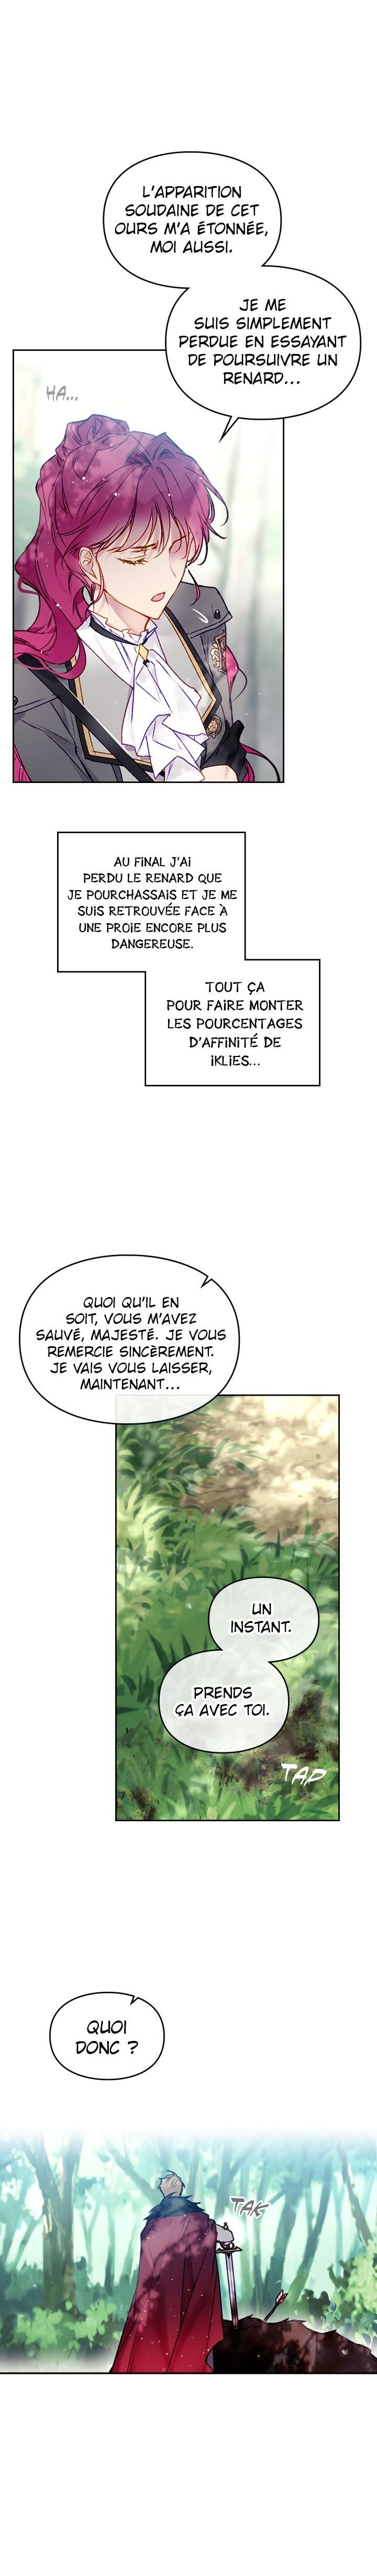 L'APPARITION
SOUDAINE DE CET
OURS M'A ÉTONNÉE,
MOI AUSSI.
JE ME
SUIS SIMPLEMENT
PERDUE EN ESSAYANT
DE POURSUIVRE UN
RENARD...
HA...
AU FINAL J'AI
PERDU LE RENARD QUE
JE POURCHASSAIS ET JE ME
SUIS RETROUVÉE FACE À
UNE PROIE ENCORE PLUS
DANGEREUSE.
TOUT ÇA
POUR FAIRE MONTER
LES POURCENTAGES
D'AFFINITÉ DE
IKLIES...
QUOI QU'IL EN
SOIT, VOUS M'AVEZ
SAUVÉ, MAJESTÉ. JE VOUS
REMERCIE SINCÈREMENT.
JE VAIS VOUS LAISSER,
MAINTENANT...
UN
INSTANT.
PRENDS
ÇA AVEC TOI.
TAP
QUOI
DONC ?
TAK